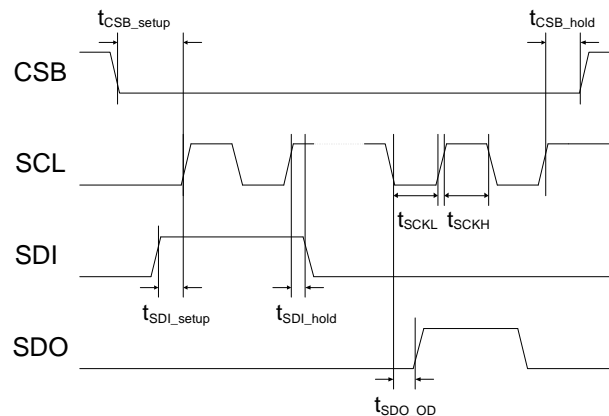 tCSB_setup
tCSB_hold
CSB
SCL
tSCKL
tSCKH
SDI
tSDI_setup
tSDI_hold
SDO
tSDO_OD